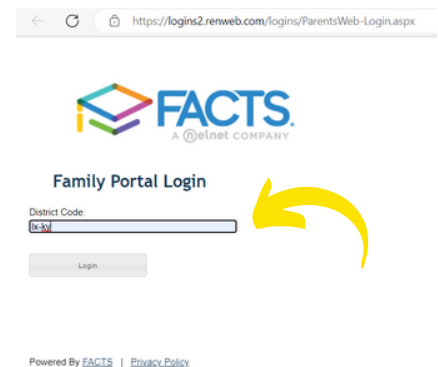 https://logins2.renweb.com/logins/ParentsWeb-Login.aspx
FACTS.
A nelnet COMPANY
Family Portal Login
District Code:
lx-ky
Login
Powered By FACTS | Privacy Policy